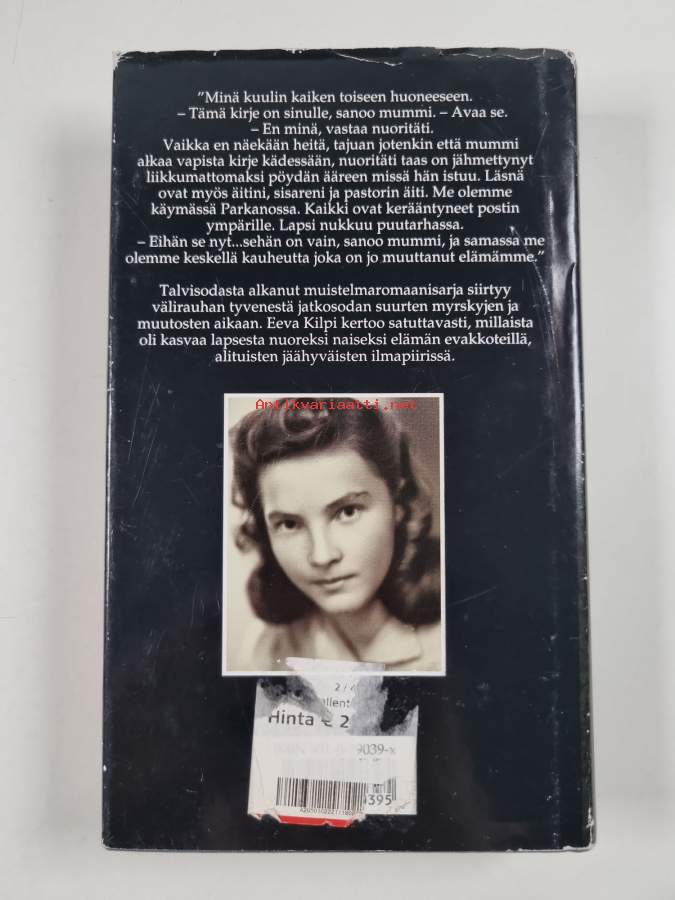 ”Minä kuulin kaiken toiseen huoneeseen.
– Tämä kirje on sinulle, sanoo mummi. – Avaa se.
– En minä, vastaa nuoritäti.
Vaikka en näekään heitä, tajuan jotenkin että mummi
alkaa vapista kirje kädessään, nuoritäti taas on jähmettynyt
liikkumattomaksi pöydän ääreen missä hän istuu. Läsnä
ovat myös äitini, sisareni ja pastorin äiti. Me olemme
käymässä Parkanossa. Kaikki ovat kerääntyneet postin
ympärille. Lapsi nukkuu puutarhassa.
– Eihän se nyt...sehän on vain, sanoo mummi, ja samassa me
olemme keskellä kauheutta joka on jo muuttanut elämämme.”
Talvisodasta alkanut muistelmaromaanisarja siirtyy
välirauhan tyvenestä jatkosodan suurten myrskyjen ja
muutosten aikaan. Eeva Kilpi kertoo satuttavasti, millaista
oli kasvaa lapsesta nuoreksi naiseksi elämän evakkoteillä,
alituisten jäähyväisten ilmapiirissä.
Antikvariaatti.net
2 /
Hinta € 2
9039-x
395